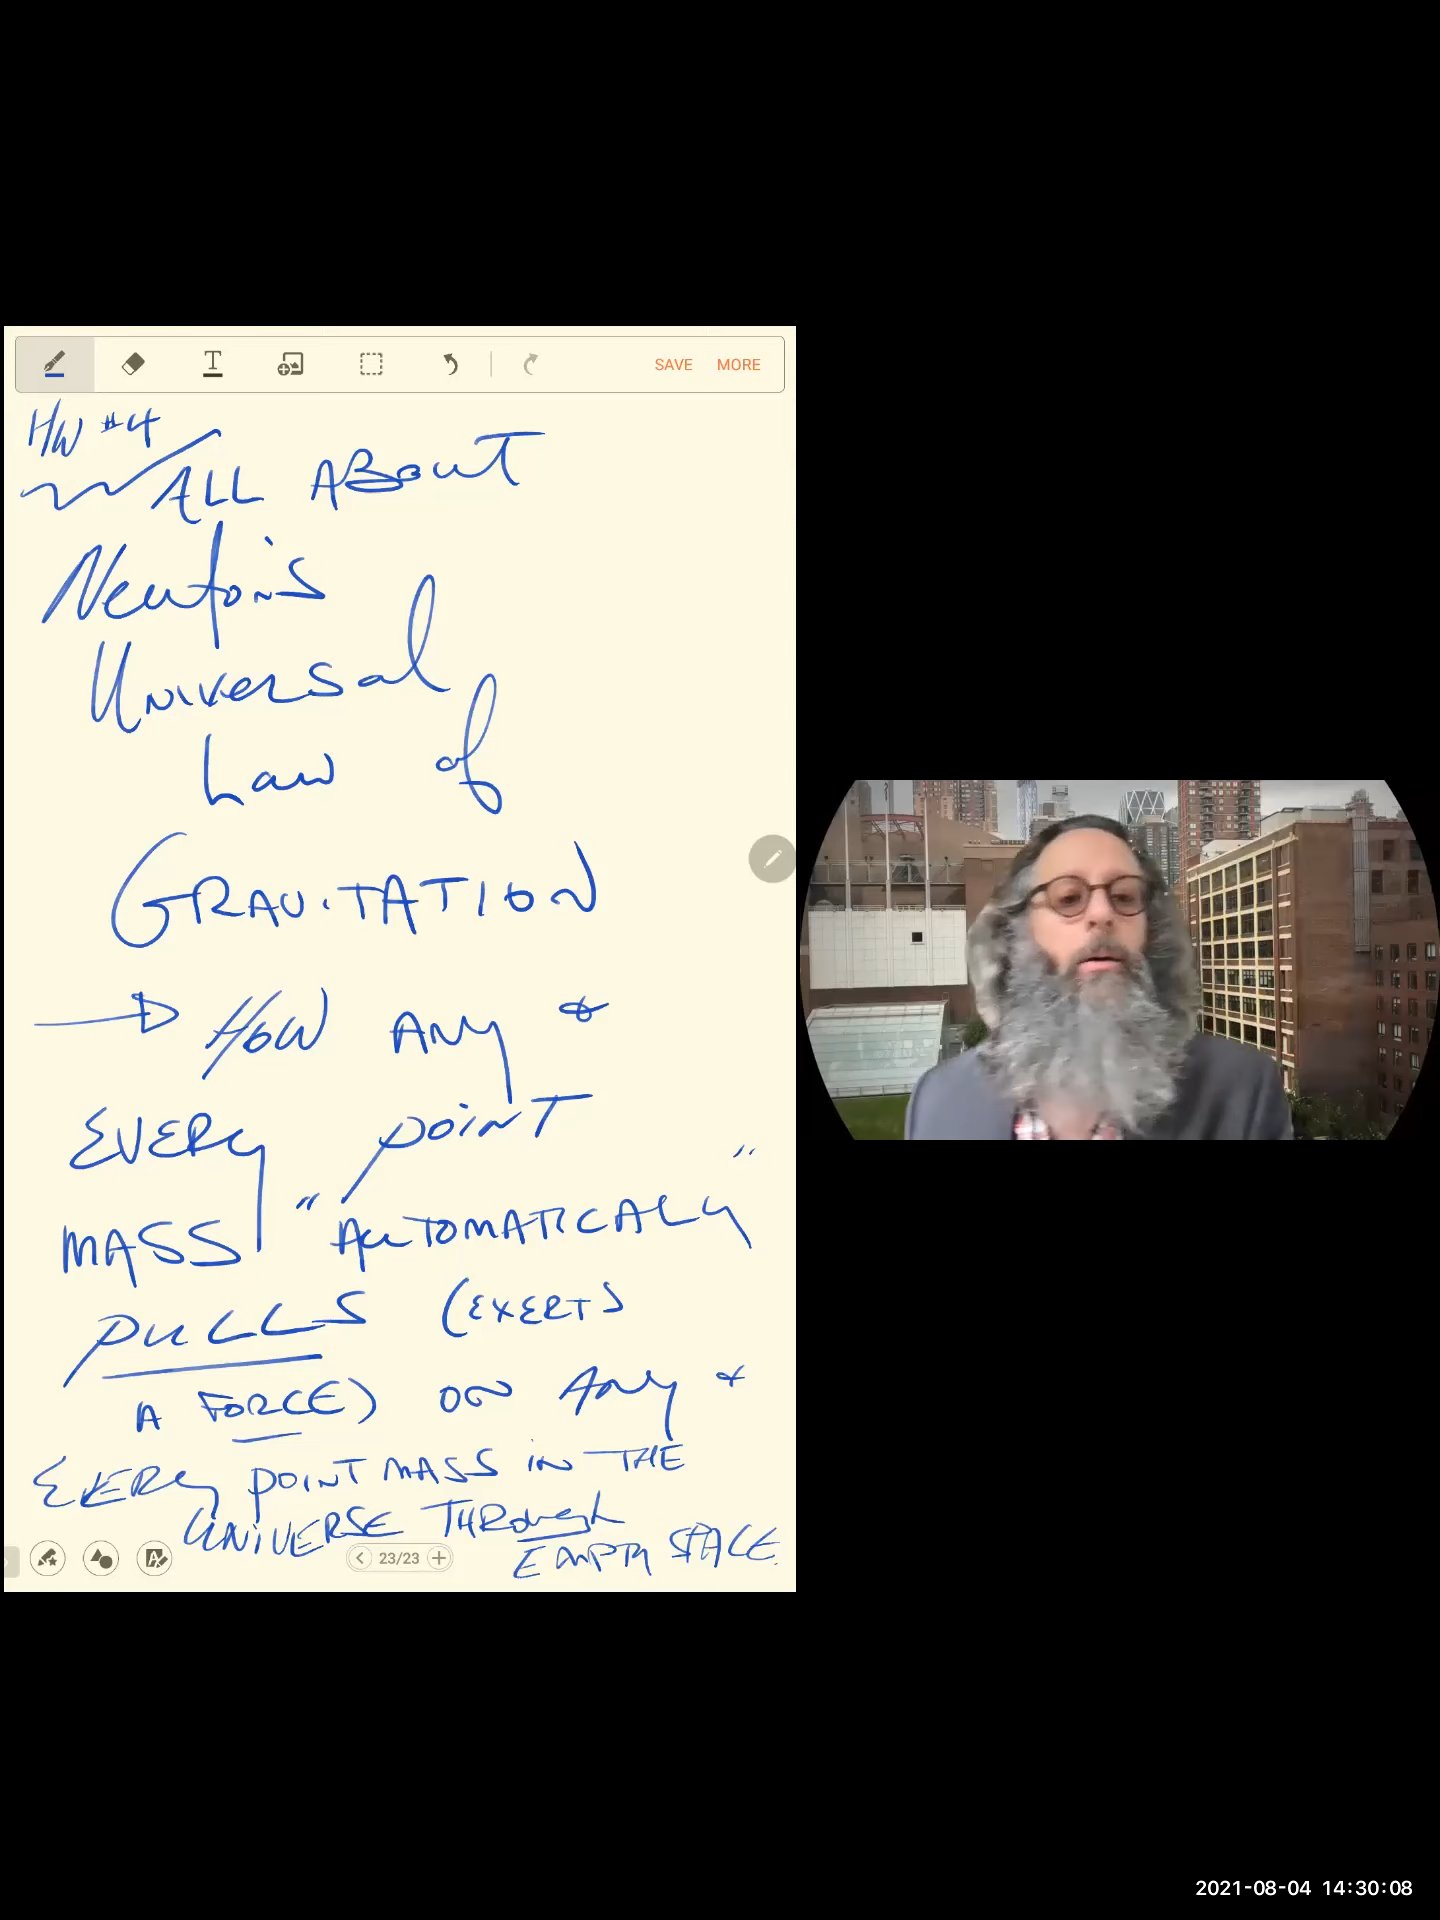 SAVE MORE
HW #4
ALL ABOUT
Newton's
Universal
Law of
GRAVITATION
→ HOW ANY &
EVERY POINT
MASS "AUTOMATICALLY"
PULLS (EXERTS
A FORCE) ON ANY &
EVERY POINT MASS IN THE
UNIVERSE THROUGH
EMPTY SPACE.
23/23
2021-08-04 14:30:08